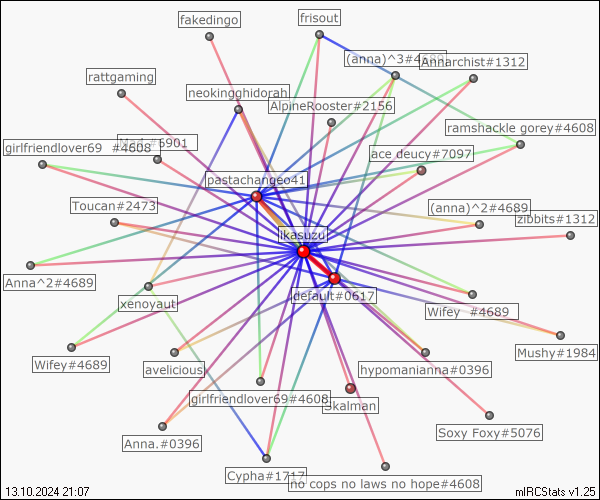 fakedingo
frisout
(anna)^3#4689
Annarchist#1312
rattgaming
neokingghidorah
AlpineRooster#2156
ramshackle gorey#4608
girlfriendlover69 #4608
#6901
ace deucy#7097
pastachangeo41
Toucan#2473
(anna)^2#4689
zibbits#1312
ikasuzu
Anna^2#4689
default#0617
xenoyaut
Wifey #4689
Mushy#1984
Wifey#4689
avelicious
hypomanianna#0396
girlfriendlover69#4608
Skalman
Soxy Foxy#5076
Anna.#0396
Cypha#1717
no cops no laws no hope#4608
13.10.2024 21:07
mIRCStats v1.25